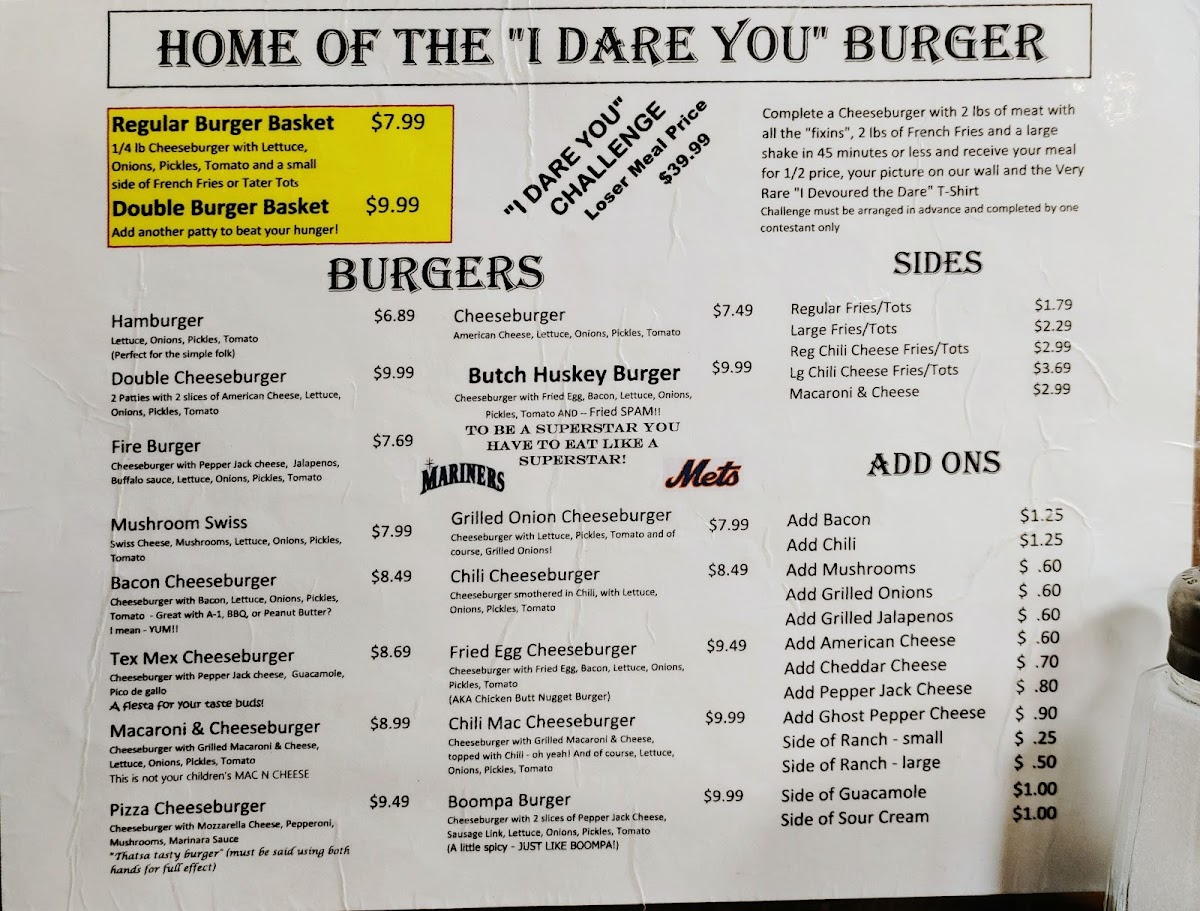 HOME OF THE "I DARE YOU" BURGER
Regular Burger Basket $7.99
1/4 lb Cheeseburger with Lettuce,
Onions, Pickles, Tomato and a small
side of French Fries or Tater Tots
Double Burger Basket $9.99
Add another patty to beat your hunger!
"I DARE YOU"
CHALLENGE
Loser Meal Price
$39.99
Complete a Cheeseburger with 2 lbs of meat with
all the "fixins", 2 lbs of French Fries and a large
shake in 45 minutes or less and receive your meal
for 1/2 price, your picture on our wall and the Very
Rare "I Devoured the Dare" T-Shirt
Challenge must be arranged in advance and completed by one
contestant only
BURGERS
Hamburger $6.89
Lettuce, Onions, Pickles, Tomato
(Perfect for the simple folk)
Double Cheeseburger $9.99
2 Patties with 2 slices of American Cheese, Lettuce,
Onions, Pickles, Tomato
Fire Burger $7.69
Cheeseburger with Pepper Jack cheese, Jalapenos,
Buffalo sauce, Lettuce, Onions, Pickles, Tomato
Mushroom Swiss $7.99
Swiss Cheese, Mushrooms, Lettuce, Onions, Pickles,
Tomato
Bacon Cheeseburger $8.49
Cheeseburger with Bacon, Lettuce, Onions, Pickles,
Tomato - Great with A-1, BBQ, or Peanut Butter?
I mean - YUM!!
Tex Mex Cheeseburger $8.69
Cheeseburger with Pepper Jack cheese, Guacamole,
Pico de gallo
A fiesta for your taste buds!
Macaroni & Cheeseburger $8.99
Cheeseburger with Grilled Macaroni & Cheese,
Lettuce, Onions, Pickles, Tomato
This is not your children's MAC N CHEESE
Pizza Cheeseburger $9.49
Cheeseburger with Mozzarella Cheese, Pepperoni,
Mushrooms, Marinara Sauce
"Thatsa tasty burger" (must be said using both
hands for full effect)
Cheeseburger $7.49
American Cheese, Lettuce, Onions, Pickles, Tomato
Butch Huskey Burger $9.99
Cheeseburger with Fried Egg, Bacon, Lettuce, Onions,
Pickles, Tomato AND -- Fried SPAM!!
TO BE A SUPERSTAR YOU
HAVE TO EAT LIKE A
SUPERSTAR!
MARINERS Mets
Grilled Onion Cheeseburger $7.99
Cheeseburger with Lettuce, Pickles, Tomato and of
course, Grilled Onions!
Chili Cheeseburger $8.49
Cheeseburger smothered in Chili, with Lettuce,
Onions, Pickles, Tomato
Fried Egg Cheeseburger $9.49
Cheeseburger with Fried Egg, Bacon, Lettuce, Onions,
Pickles, Tomato
(AKA Chicken Butt Nugget Burger)
Chili Mac Cheeseburger $9.99
Cheeseburger with Grilled Macaroni & Cheese,
topped with Chili - oh yeah! And of course, Lettuce,
Onions, Pickles, Tomato
Boompa Burger $9.99
Cheeseburger with 2 slices of Pepper Jack Cheese,
Sausage Link, Lettuce, Onions, Pickles, Tomato
(A little spicy - JUST LIKE BOOMPA!)
SIDES
Regular Fries/Tots $1.79
Large Fries/Tots $2.29
Reg Chili Cheese Fries/Tots $2.99
Lg Chili Cheese Fries/Tots $3.69
Macaroni & Cheese $2.99
ADD ONS
Add Bacon $1.25
Add Chili $1.25
Add Mushrooms $ .60
Add Grilled Onions $ .60
Add Grilled Jalapenos $ .60
Add American Cheese $ .60
Add Cheddar Cheese $ .70
Add Pepper Jack Cheese $ .80
Add Ghost Pepper Cheese $ .90
Side of Ranch - small $ .25
Side of Ranch - large $ .50
Side of Guacamole $1.00
Side of Sour Cream $1.00